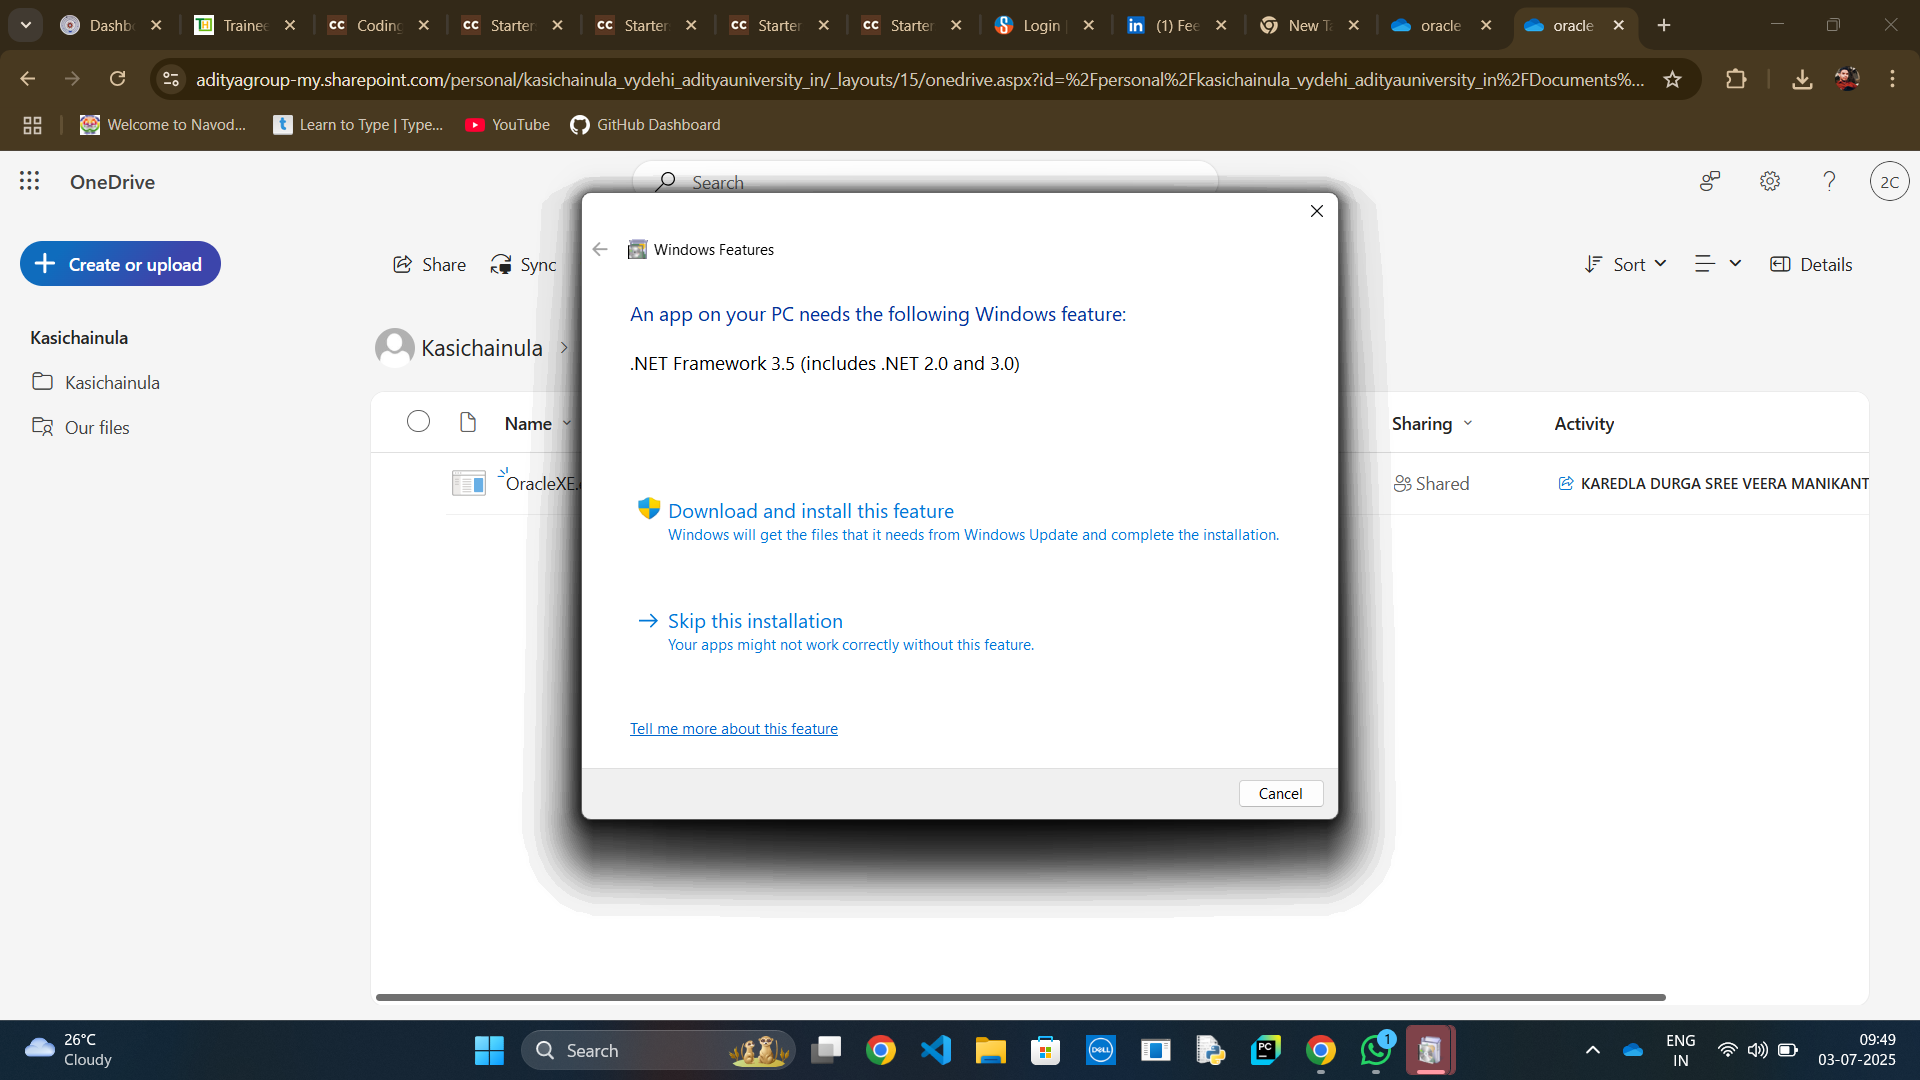 Dashb
Trainee
Coding
Starter
Starter
Starter
Starter
Login
(1) Fee
New Ta
oracle
oracle
adityagroup-my.sharepoint.com/personal/kasichainula_vydehi_adityauniversity_in/_layouts/15/onedrive.aspx?id=%2Fpersonal%2Fkasichainula_vydehi_adityauniversity_in%2FDocuments%...
Welcome to Navod...
Learn to Type | Type...
YouTube
GitHub Dashboard
OneDrive
Search
2C
Create or upload
Share
Sync
Sort
Details
Kasichainula
Kasichainula
Our files
Kasichainula
Name
Sharing
Activity
OracleXE.
Shared
KAREDLA DURGA SREE VEERA MANIKANT
Windows Features
An app on your PC needs the following Windows feature:
.NET Framework 3.5 (includes .NET 2.0 and 3.0)
Download and install this feature
Windows will get the files that it needs from Windows Update and complete the installation.
Skip this installation
Your apps might not work correctly without this feature.
Tell me more about this feature
Cancel
26°C
Cloudy
Search
DELL
PC
1
ENG
IN
09:49
03-07-2025